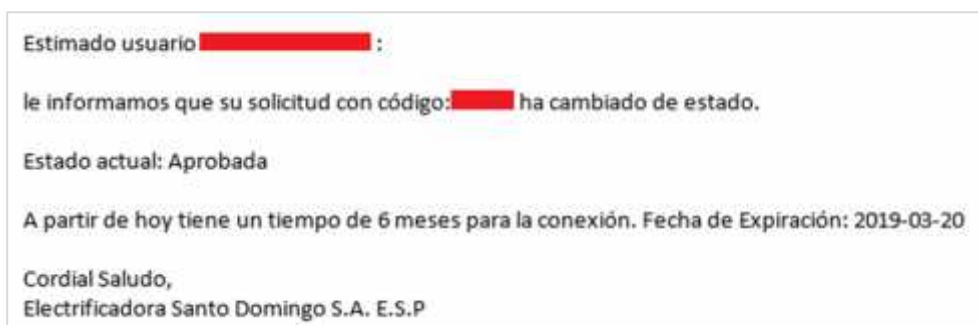 Estimado usuario :
le informamos que su solicitud con código: ha cambiado de estado.
Estado actual: Aprobada
A partir de hoy tiene un tiempo de 6 meses para la conexión. Fecha de Expiración: 2019-03-20
Cordial Saludo,
Electrificadora Santo Domingo S.A. E.S.P